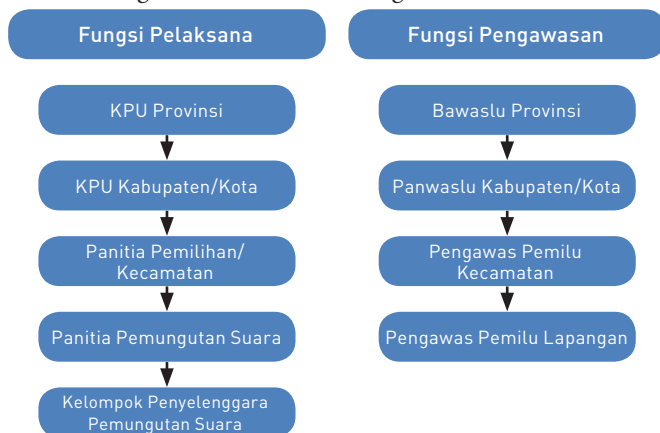 Fungsi Pelaksana
KPU Provinsi
KPU Kabupaten/Kota
Panitia Pemilihan/
Kecamatan
Panitia Pemungutan Suara
Kelompok Penyelenggara
Pemungutan Suara
Fungsi Pengawasan
Bawaslu Provinsi
Panwaslu Kabupaten/Kota
Pengawas Pemilu
Kecamatan
Pengawas Pemilu Lapangan